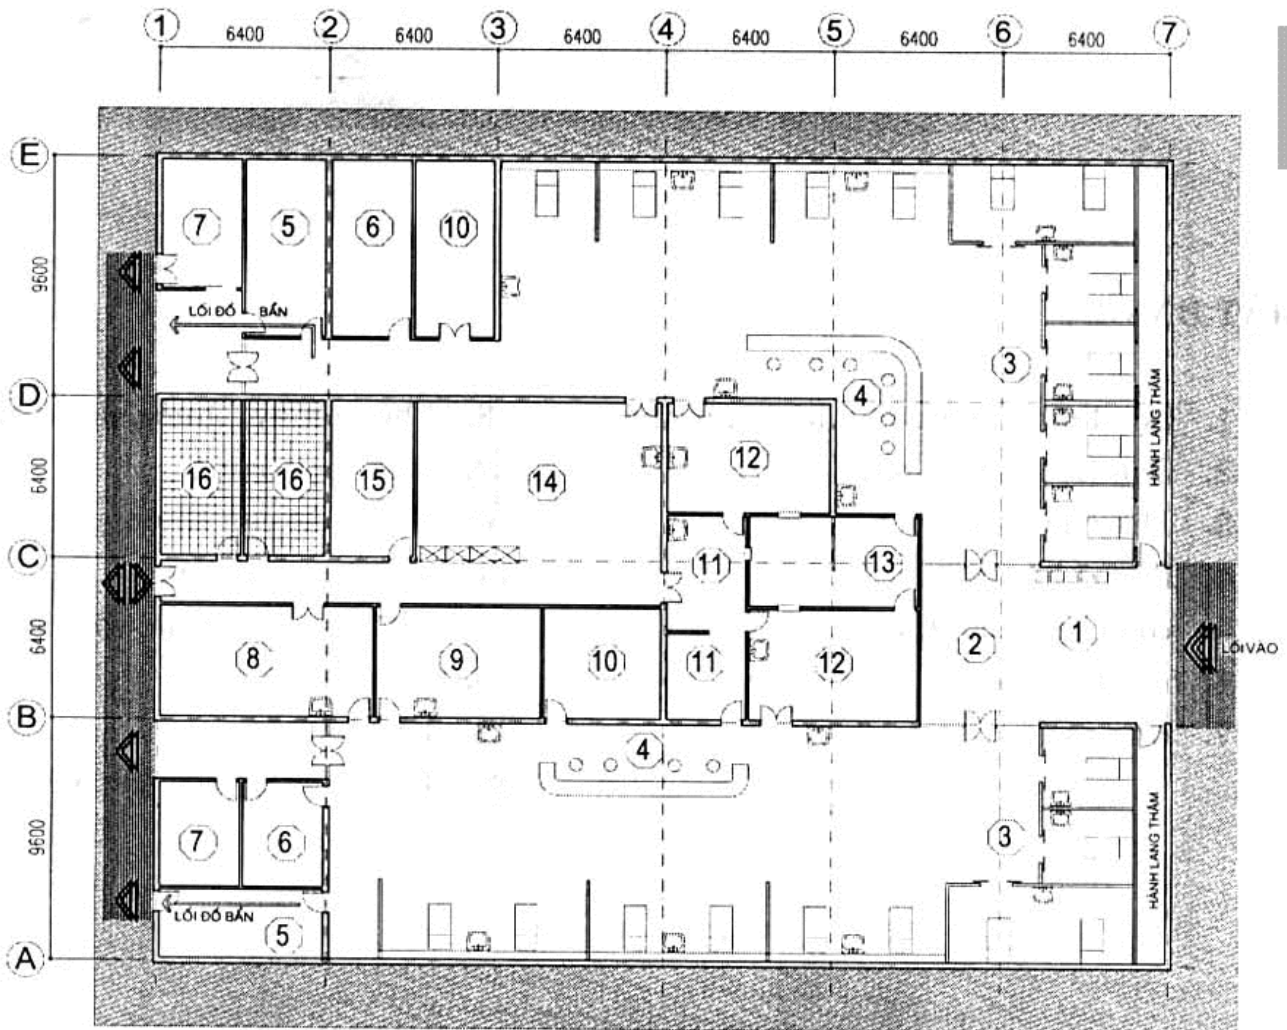 1 2 3 4 5 6 7
6400 6400 6400 6400 6400 6400
E
7 5 6 10
9600
LỐI ĐỒ BẨN
3
D
4
HÀNH LANG THĂM
12
6400
16 16 15 14
C
11 13
6400
1
2
8 9 10 11 12
LỐI VÀO
B
4
9600
7 6
3
HÀNH LANG THĂM
LỐI ĐỒ BẨN
5
A